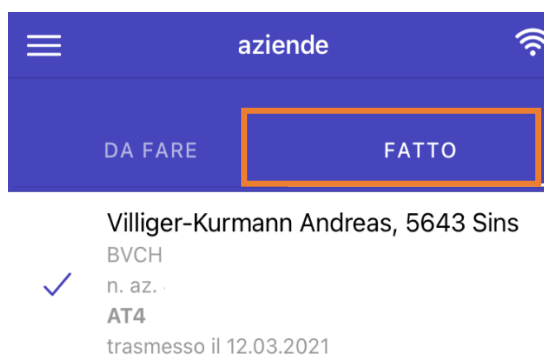 aziende
DA FARE FATTO
Villiger-Kurmann Andreas, 5643 Sins
BVCH
n. az.
AT4
trasmesso il 12.03.2021